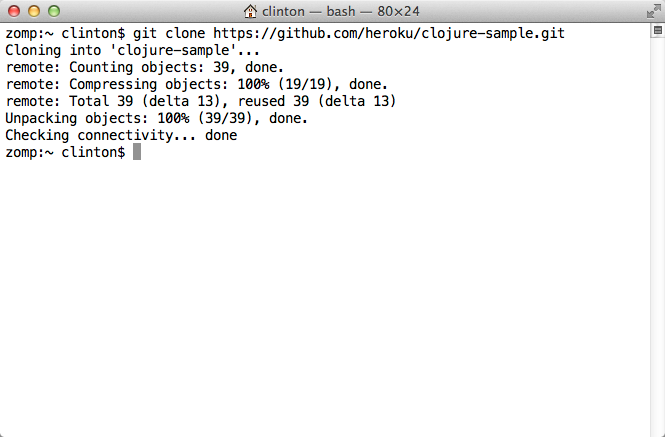 clinton — bash — 80×24
zomp:~ clinton$ git clone https://github.com/heroku/clojure-sample.git
Cloning into 'clojure-sample'...
remote: Counting objects: 39, done.
remote: Compressing objects: 100% (19/19), done.
remote: Total 39 (delta 13), reused 39 (delta 13)
Unpacking objects: 100% (39/39), done.
Checking connectivity... done
zomp:~ clinton$